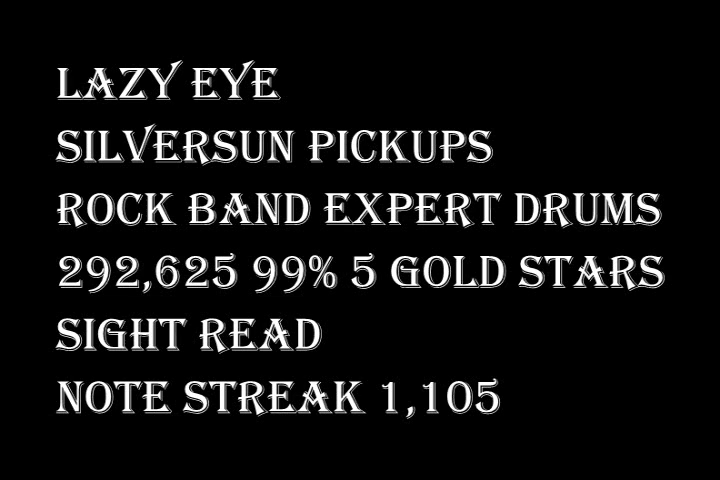 LAZY EYE
SILVERSUN PICKUPS
ROCK BAND EXPERT DRUMS
292,625 99% 5 GOLD STARS
SIGHT READ
NOTE STREAK 1,105